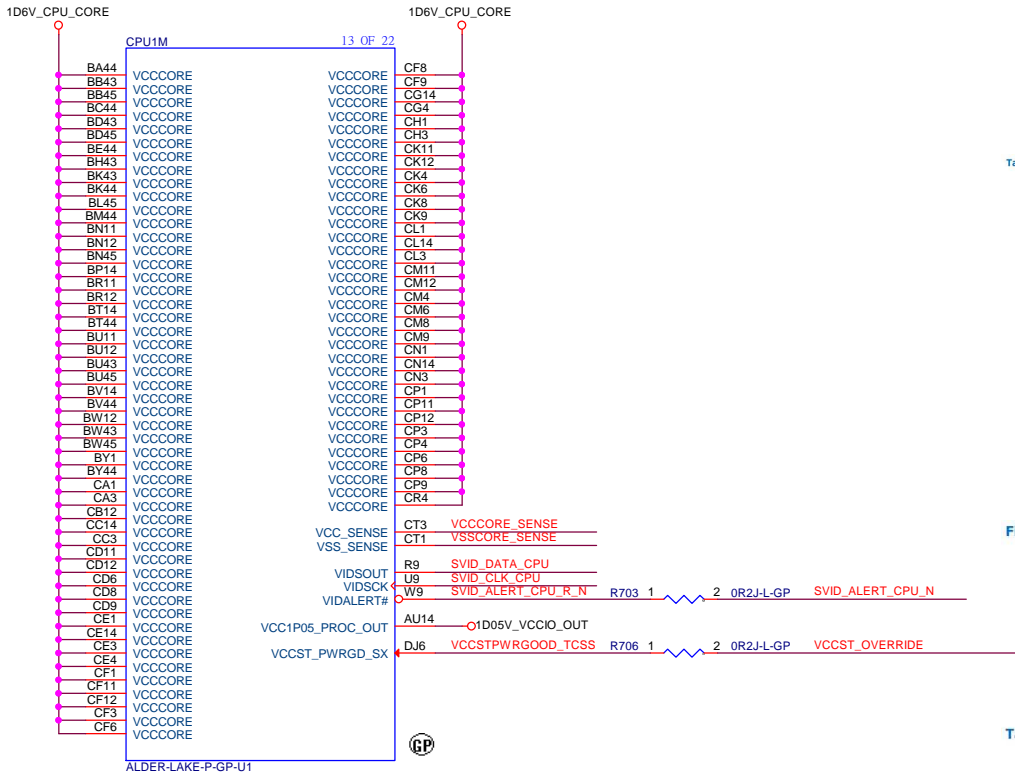 1D6V_CPU_CORE 1D6V_CPU_CORE
CPU1M 13 OF 22
BA44 VCCCORE VCCCORE CF8
BB43 VCCCORE VCCCORE CF9
BB45 VCCCORE VCCCORE CG14
BC44 VCCCORE VCCCORE CG4
BD43 VCCCORE VCCCORE CH1
BD45 VCCCORE VCCCORE CH3
BE44 VCCCORE VCCCORE CK11
BH43 VCCCORE VCCCORE CK12
BK43 VCCCORE VCCCORE CK4
BK44 VCCCORE VCCCORE CK6
BL45 VCCCORE VCCCORE CK8
BM44 VCCCORE VCCCORE CK9
BN11 VCCCORE VCCCORE CL1
BN12 VCCCORE VCCCORE CL14
BN45 VCCCORE VCCCORE CL3
BP14 VCCCORE VCCCORE CM11
BR11 VCCCORE VCCCORE CM12
BR12 VCCCORE VCCCORE CM4
BT14 VCCCORE VCCCORE CM6
BT44 VCCCORE VCCCORE CM8
BU11 VCCCORE VCCCORE CM9
BU12 VCCCORE VCCCORE CN1
BU43 VCCCORE VCCCORE CN14
BU45 VCCCORE VCCCORE CN3
BV14 VCCCORE VCCCORE CP1
BV44 VCCCORE VCCCORE CP11
BW12 VCCCORE VCCCORE CP12
BW43 VCCCORE VCCCORE CP3
BW45 VCCCORE VCCCORE CP4
BY1 VCCCORE VCCCORE CP6
BY44 VCCCORE VCCCORE CP8
CA1 VCCCORE VCCCORE CP9
CA3 VCCCORE VCCCORE CR4
CB12 VCCCORE
CC14 VCCCORE VCC_SENSE CT3 VCCCORE_SENSE
CC3 VCCCORE VSS_SENSE CT1 VSSCORE_SENSE
CD11 VCCCORE
CD12 VCCCORE VIDSOUT R9 SVID_DATA_CPU
CD6 VCCCORE VIDSCK U9 SVID_CLK_CPU
CD8 VCCCORE VIDALERT# W9 SVID_ALERT_CPU_R_N R703 1 2 0R2J-L-GP SVID_ALERT_CPU_N
CD9 VCCCORE
CE1 VCCCORE VCC1P05_PROC_OUT AU14 1D05V_VCCIO_OUT
CE14 VCCCORE
CE3 VCCCORE VCCST_PWRGD_SX DJ6 VCCSTPWRGOOD_TCSS R706 1 2 0R2J-L-GP VCCST_OVERRIDE
CE4 VCCCORE
CF1 VCCCORE
CF11 VCCCORE
CF12 VCCCORE
CF3 VCCCORE
CF6 VCCCORE
GP
ALDER-LAKE-P-GP-U1